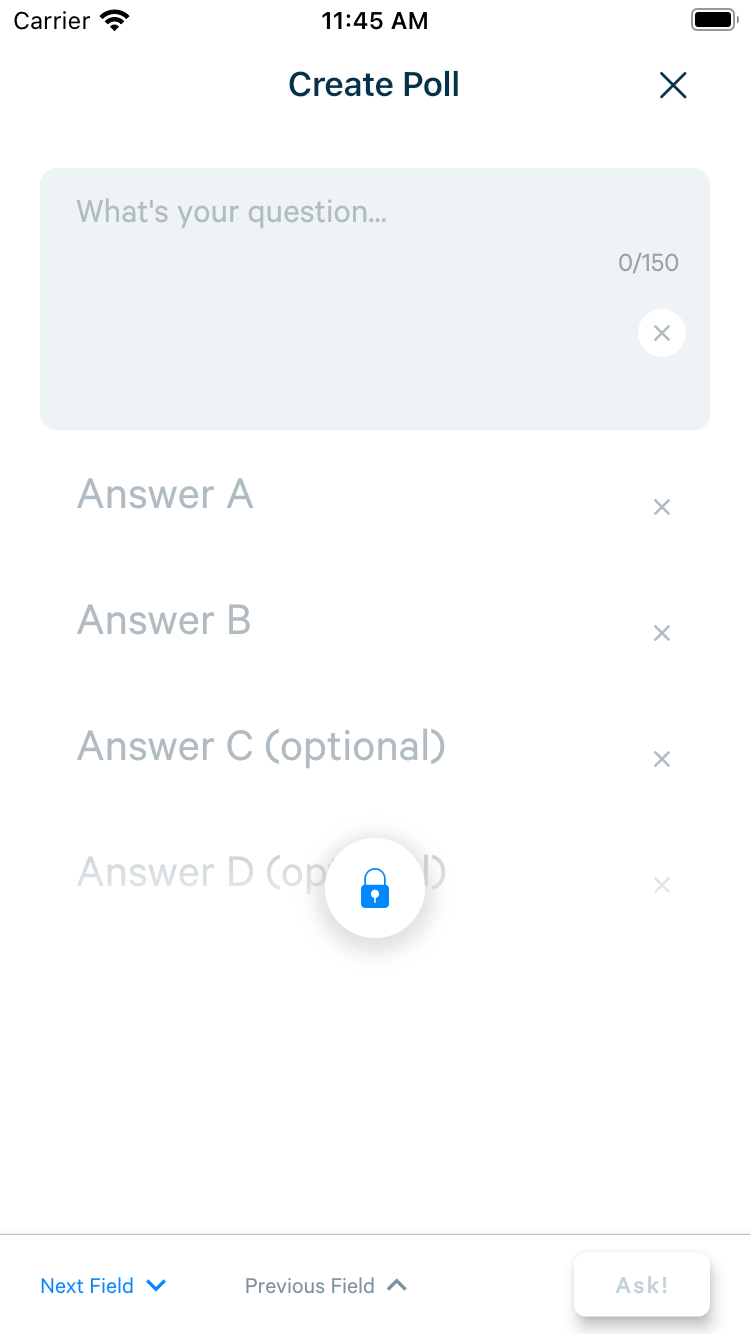 Carrier 11:45 AM
Create Poll
What's your question...
0/150
Answer A
Answer B
Answer C (optional)
Answer D (op l)
Next Field Previous Field Ask!